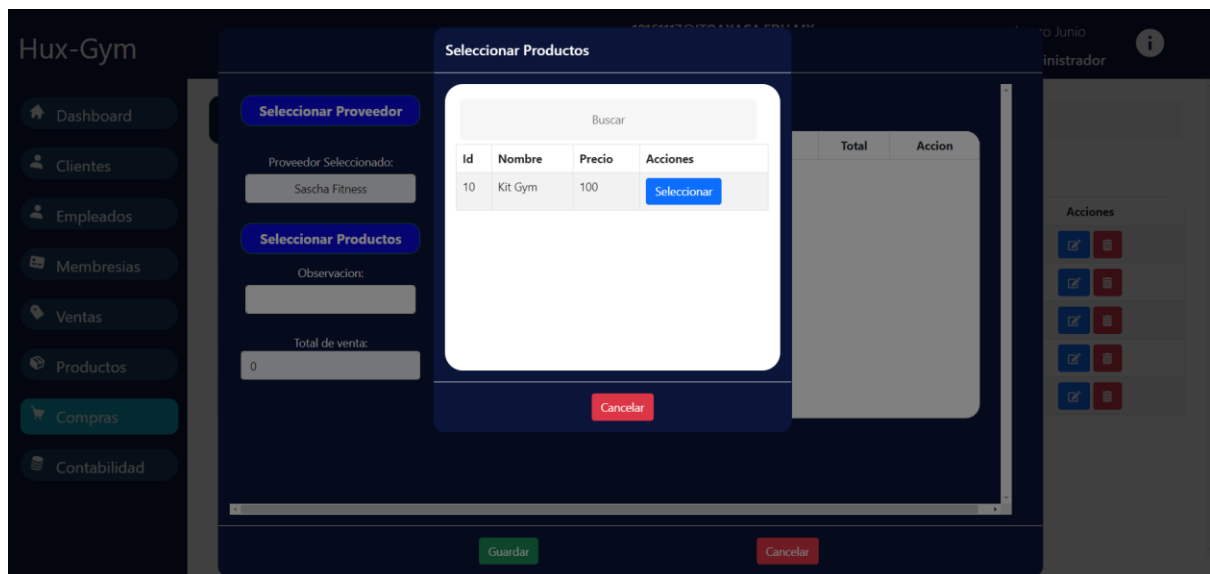 Hux-Gym
Junio
inistrador
Dashboard
Clientes
Empleados
Membresias
Ventas
Productos
Compras
Contabilidad
Seleccionar Proveedor
Proveedor Seleccionado:
Sascha Fitness
Seleccionar Productos
Observacion:
Total de venta:
0
Seleccionar Productos
Buscar
Id Nombre Precio Acciones
10 Kit Gym 100 Seleccionar
Cancelar
Total Accion
Acciones
Guardar
Cancelar